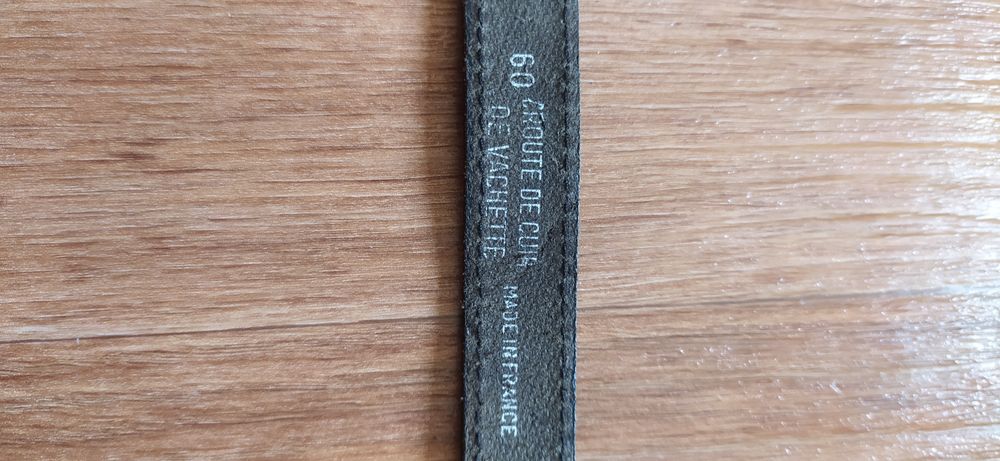 60 CROUTE DE CUIR
DE VACHETTE
MADE IN FRANCE